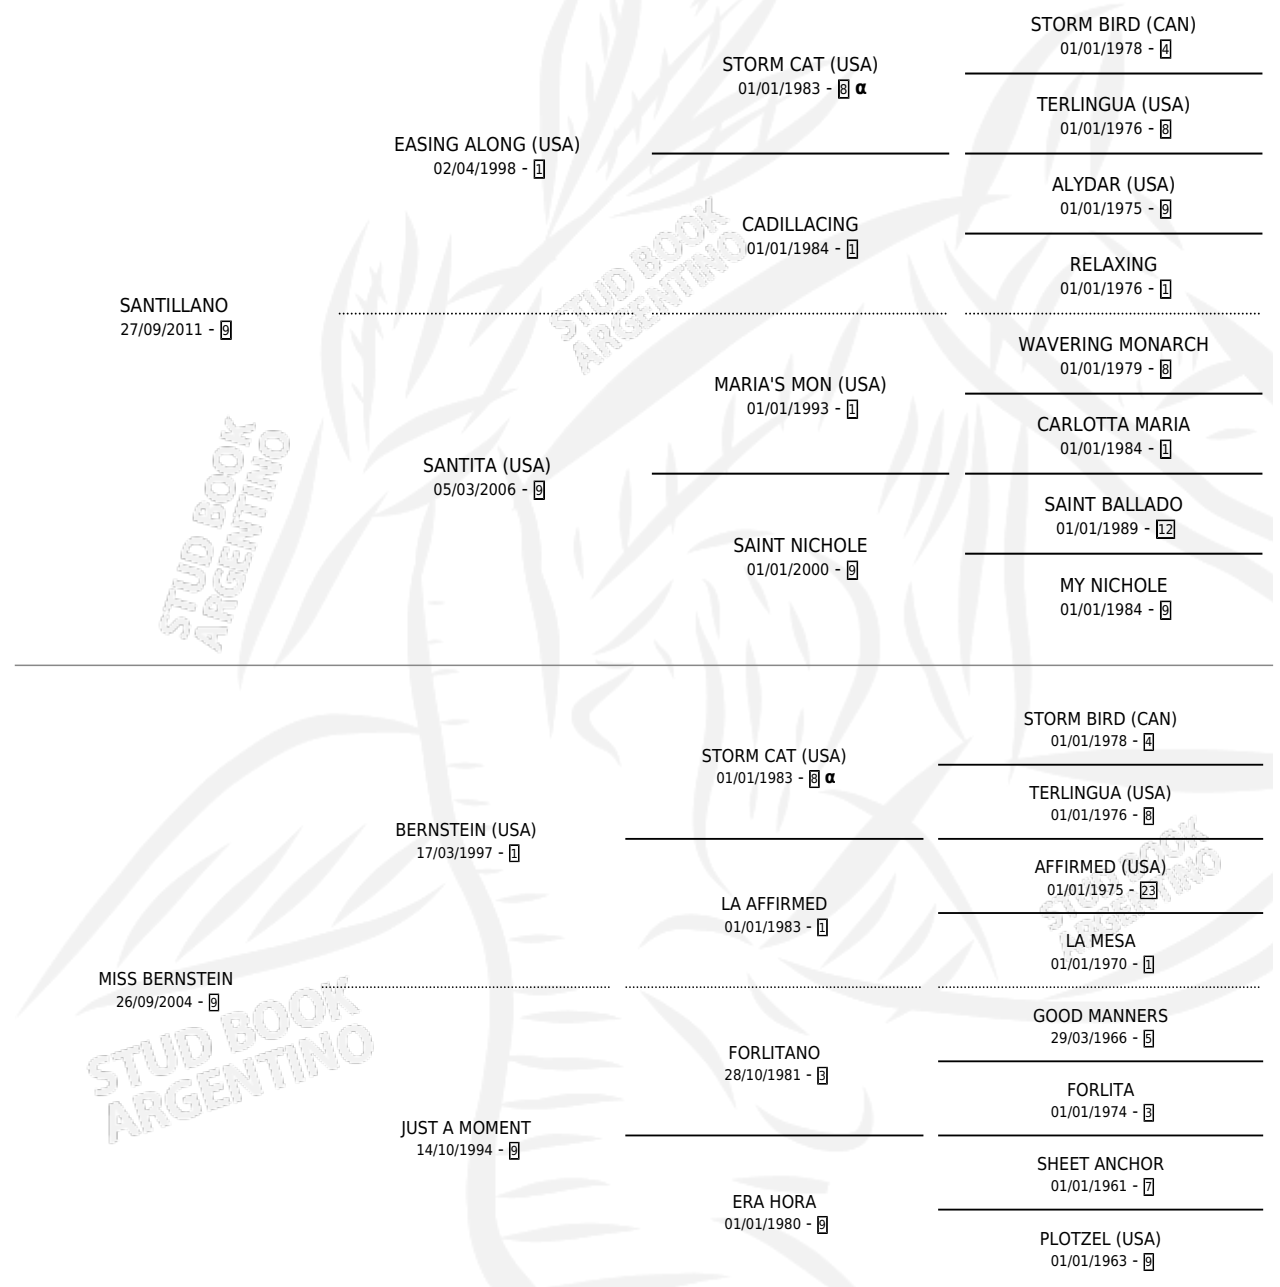 STORM BIRD (CAN)
01/01/1978 - 4
STORM CAT (USA)
01/01/1983 - 8 α
TERLINGUA (USA)
01/01/1976 - 8
EASING ALONG (USA)
02/04/1998 - 1
ALYDAR (USA)
01/01/1975 - 9
CADILLACING
01/01/1984 - 1
RELAXING
01/01/1976 - 1
SANTILLANO
27/09/2011 - 9
WAVERING MONARCH
01/01/1979 - 8
MARIA'S MON (USA)
01/01/1993 - 1
CARLOTTA MARIA
01/01/1984 - 1
SANTITA (USA)
05/03/2006 - 9
SAINT BALLADO
01/01/1989 - 12
SAINT NICHOLE
01/01/2000 - 9
MY NICHOLE
01/01/1984 - 9
STUD BOOK
ARGENTINO
STUD BOOK
ARGENTINO
STORM BIRD (CAN)
01/01/1978 - 4
STORM CAT (USA)
01/01/1983 - 8 α
TERLINGUA (USA)
01/01/1976 - 8
BERNSTEIN (USA)
17/03/1997 - 1
AFFIRMED (USA)
01/01/1975 - 23
LA AFFIRMED
01/01/1983 - 1
LA MESA
01/01/1970 - 1
MISS BERNSTEIN
26/09/2004 - 9
GOOD MANNERS
29/03/1966 - 5
FORLITANO
28/10/1981 - 3
FORLITA
01/01/1974 - 3
JUST A MOMENT
14/10/1994 - 9
SHEET ANCHOR
01/01/1961 - 7
ERA HORA
01/01/1980 - 9
PLOTZEL (USA)
01/01/1963 - 9
STUD BOOK
ARGENTINO
STUD BOOK
ARGENTINO